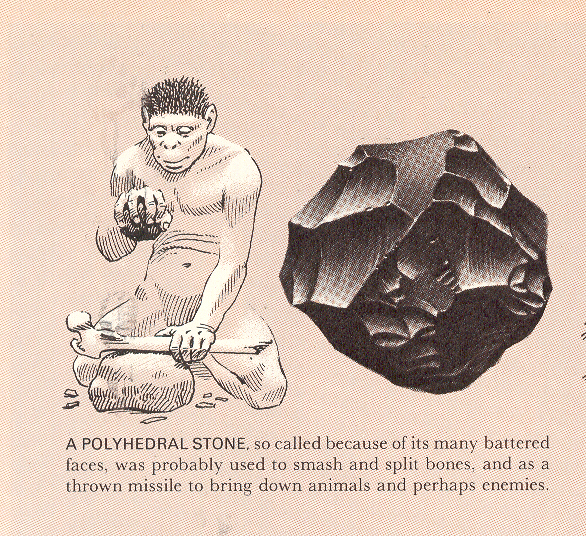 A POLYHEDRAL STONE, so called because of its many battered
faces, was probably used to smash and split bones, and as a
thrown missile to bring down animals and perhaps enemies.